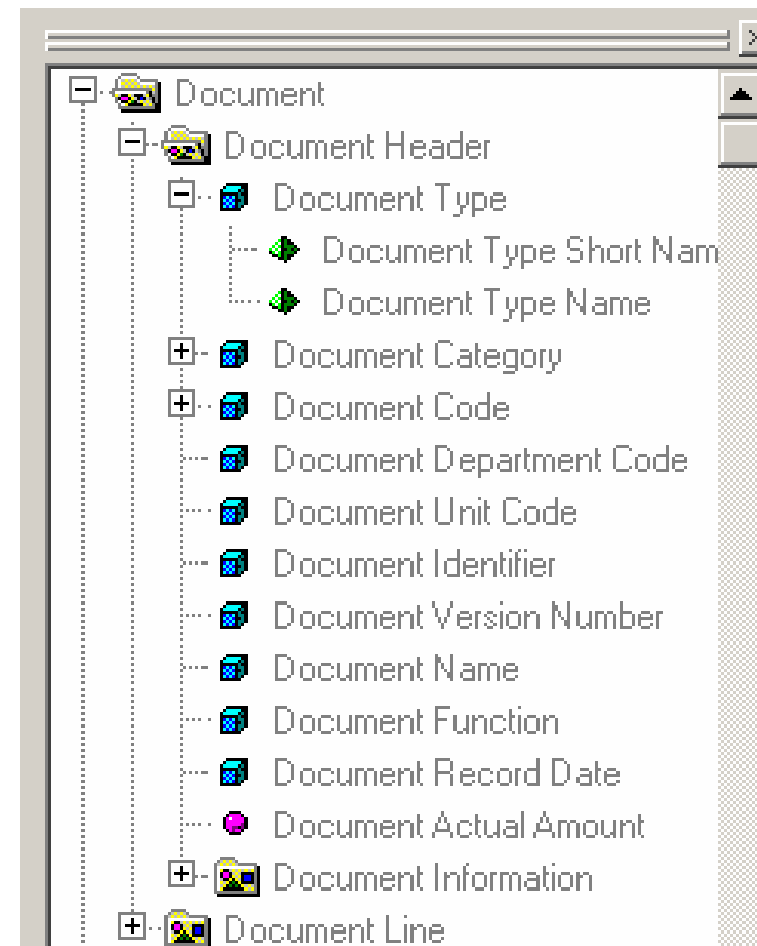 Document
Document Header
Document Type
Document Type Short Nam
Document Type Name
Document Category
Document Code
Document Department Code
Document Unit Code
Document Identifier
Document Version Number
Document Name
Document Function
Document Record Date
Document Actual Amount
Document Information
Document Line